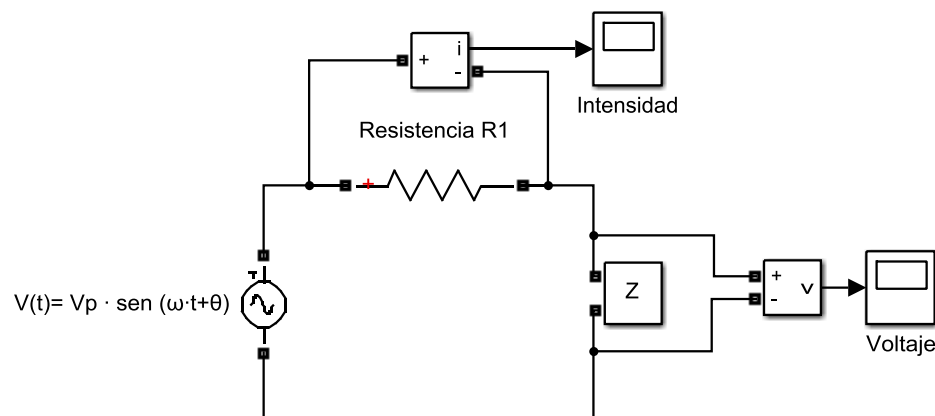 + i
-
Intensidad
Resistencia R1
+
V(t)= Vp · sen (ω·t+θ)
Z
+
- v
Voltaje